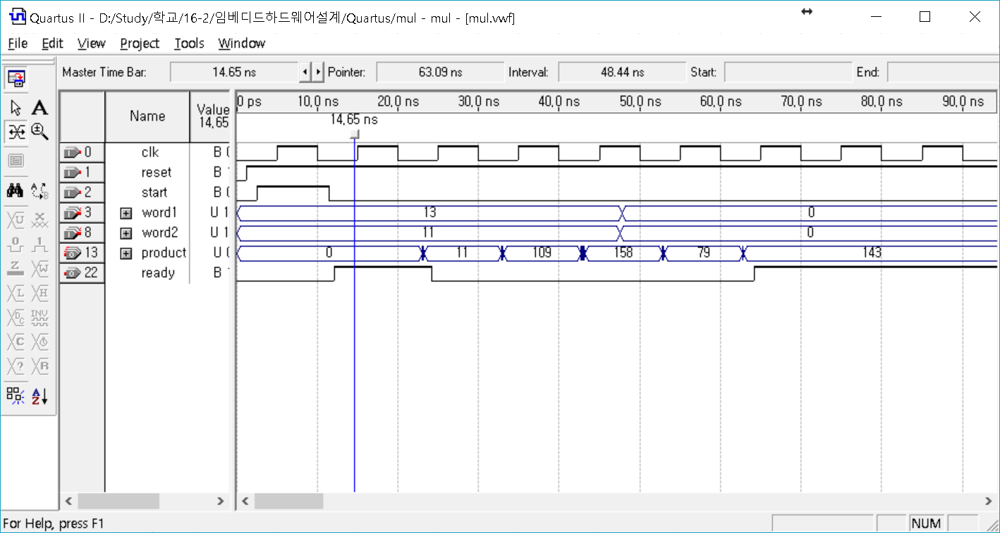 Quartus II - D:/Study/학교/16-2/임베디드하드웨어설계/Quartus/mul - mul - [mul.vwf]
File Edit View Project Tools Window
Master Time Bar: 14.65 ns Pointer: 63.09 ns Interval: 48.44 ns Start: End:
Name Value 14.65
0 ps 10.0 ns 20.0 ns 30.0 ns 40.0 ns 50.0 ns 60.0 ns 70.0 ns 80.0 ns 90.0 ns
14.65 ns
0 clk B 0
1 reset B 1
2 start B 0
3 word1 U 1 13 0
8 word2 U 1 11 0
13 product U 0 0 11 109 158 79 143
22 ready B 1
For Help, press F1 NUM